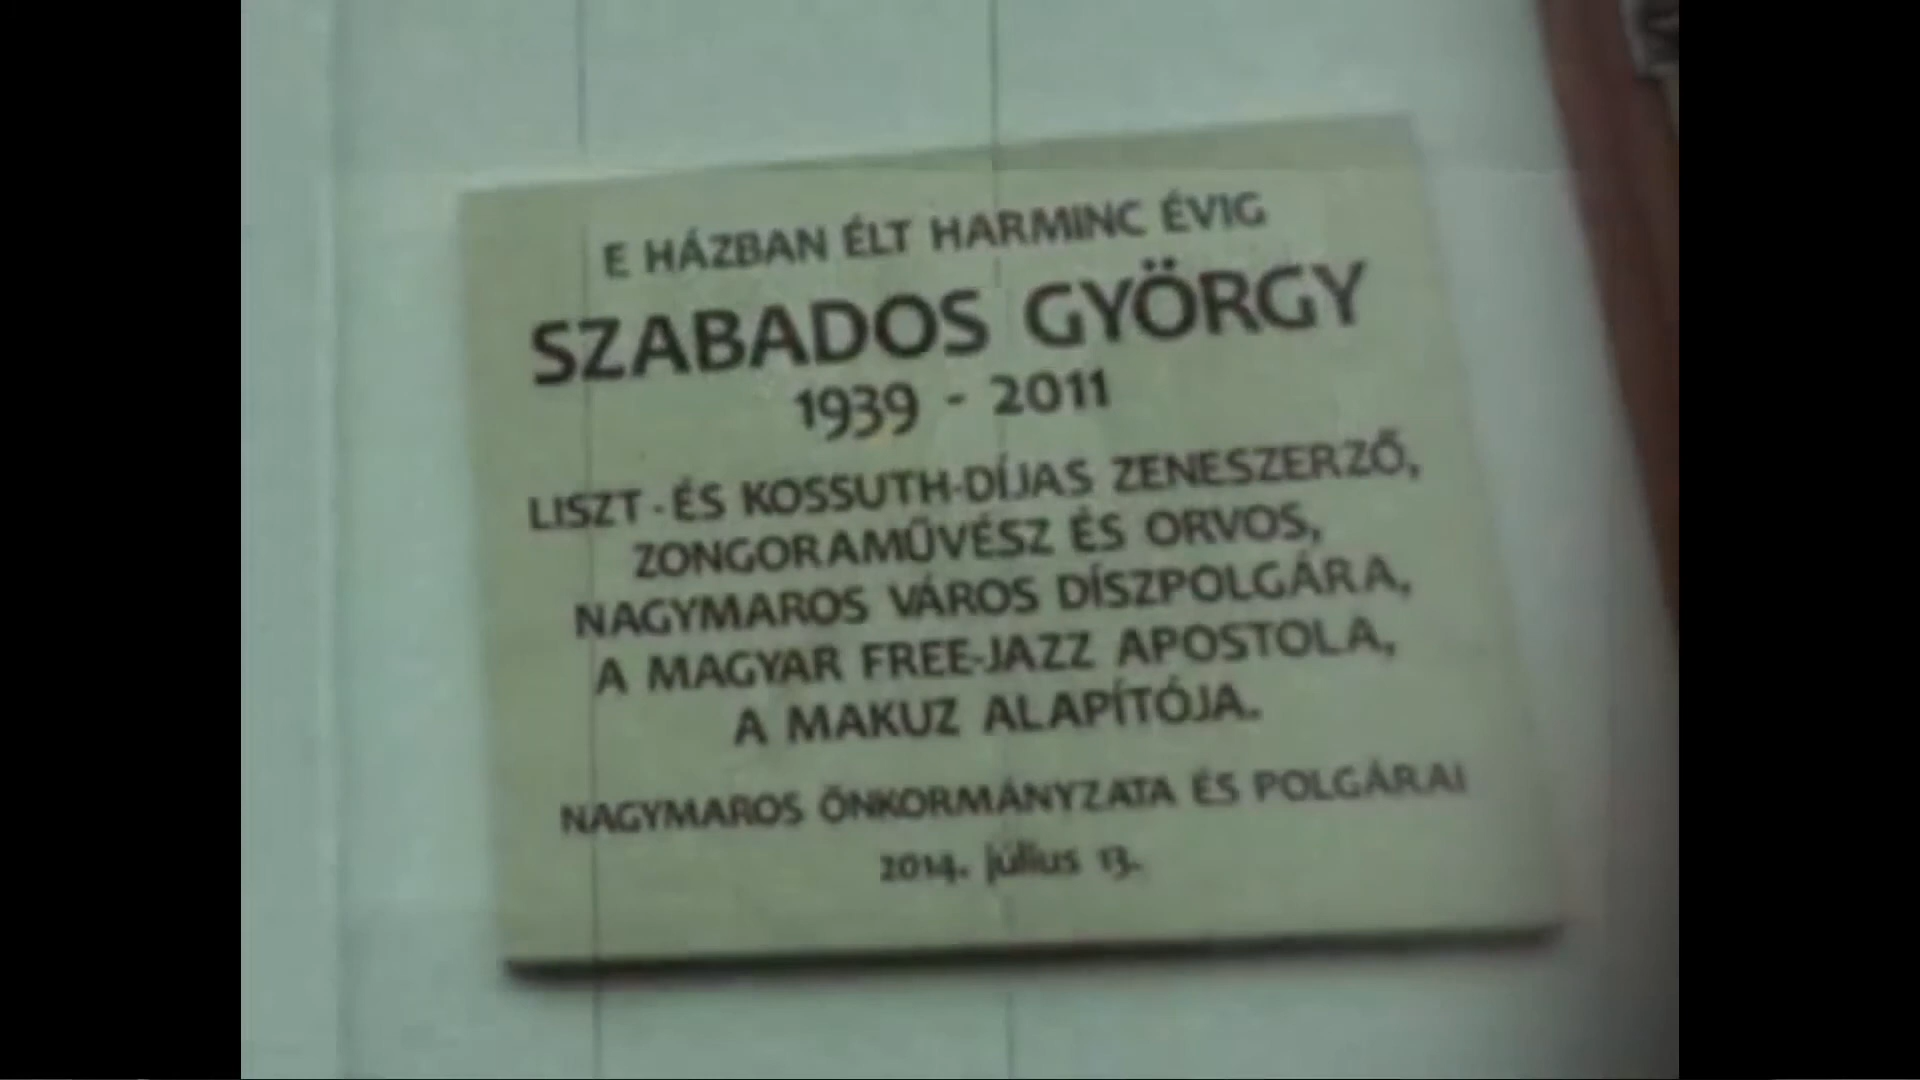 E HÁZBAN ÉLT HARMINC ÉVIG
SZABADOS GYÖRGY
1939 - 2011
LISZT - ÉS KOSSUTH-DÍJAS ZENESZERZŐ,
ZONGORAMŰVÉSZ ÉS ORVOS,
NAGYMAROS VÁROS DÍSZPOLGÁRA,
A MAGYAR FREE-JAZZ APOSTOLA,
A MAKUZ ALAPÍTÓJA.
NAGYMAROS ÖNKORMÁNYZATA ÉS POLGÁRAI
2014. július 13.